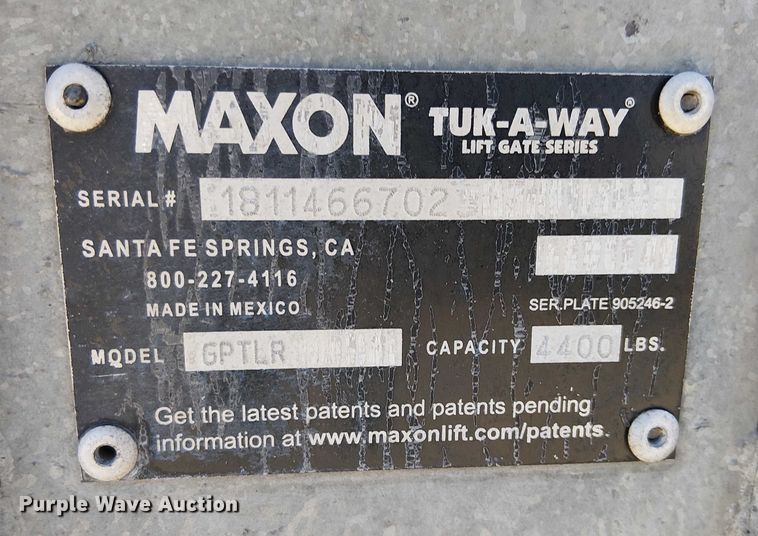 MAXON® TUK-A-WAY®
LIFT GATE SERIES
SERIAL # 1811466702
SANTA FE SPRINGS, CA
800-227-4116
MADE IN MEXICO
SER.PLATE 905246-2
MODEL GPTLR CAPACITY 4400 LBS.
Get the latest patents and patents pending
information at www.maxonlift.com/patents.
Purple Wave Auction